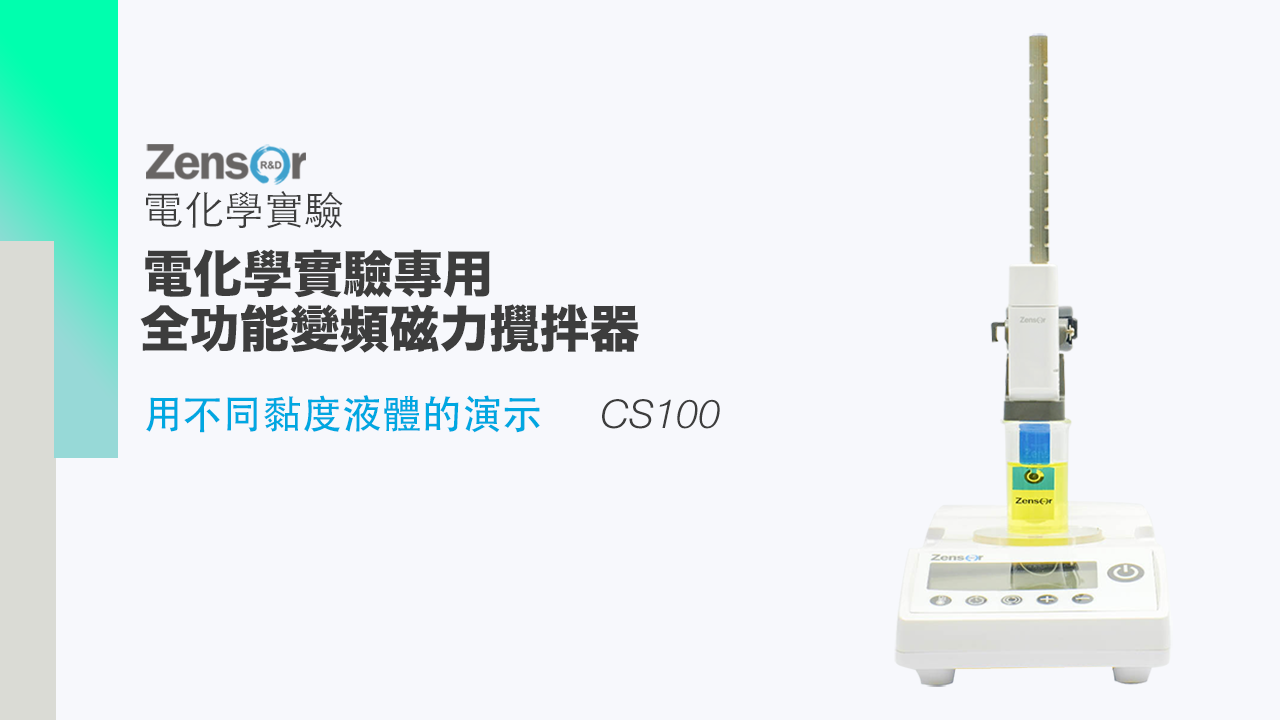 Zensor
R&D
電化學實驗
電化學實驗專用
全功能變頻磁力攪拌器
用不同黏度液體的演示 CS100
Zensor
Zensor
Zensor